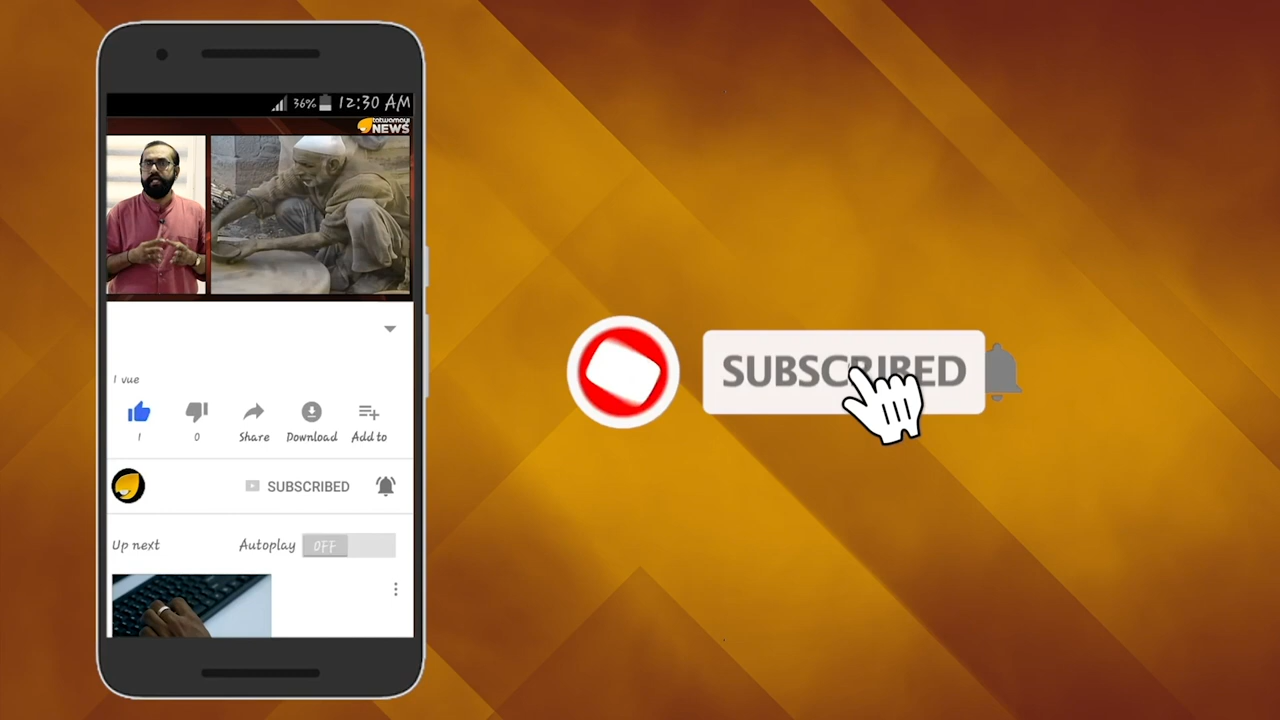 36% 12:30 AM
tatwamayi
NEWS
1 vue
1
0
Share
Download
Add to
SUBSCRIBED
Up next
Autoplay
OFF
SUBSCRIBED